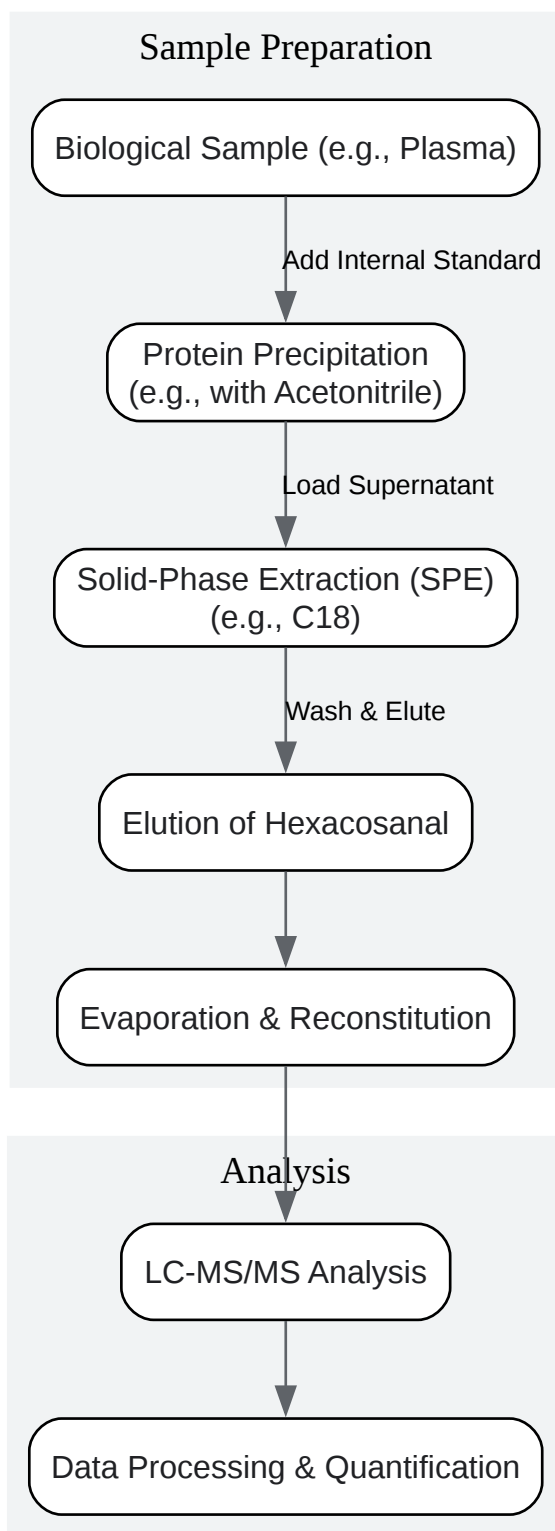 Sample Preparation
Biological Sample (e.g., Plasma)
Add Internal Standard
Protein Precipitation
(e.g., with Acetonitrile)
Load Supernatant
Solid-Phase Extraction (SPE)
(e.g., C18)
Wash & Elute
Elution of Hexacosanal
Evaporation & Reconstitution
Analysis
LC-MS/MS Analysis
Data Processing & Quantification